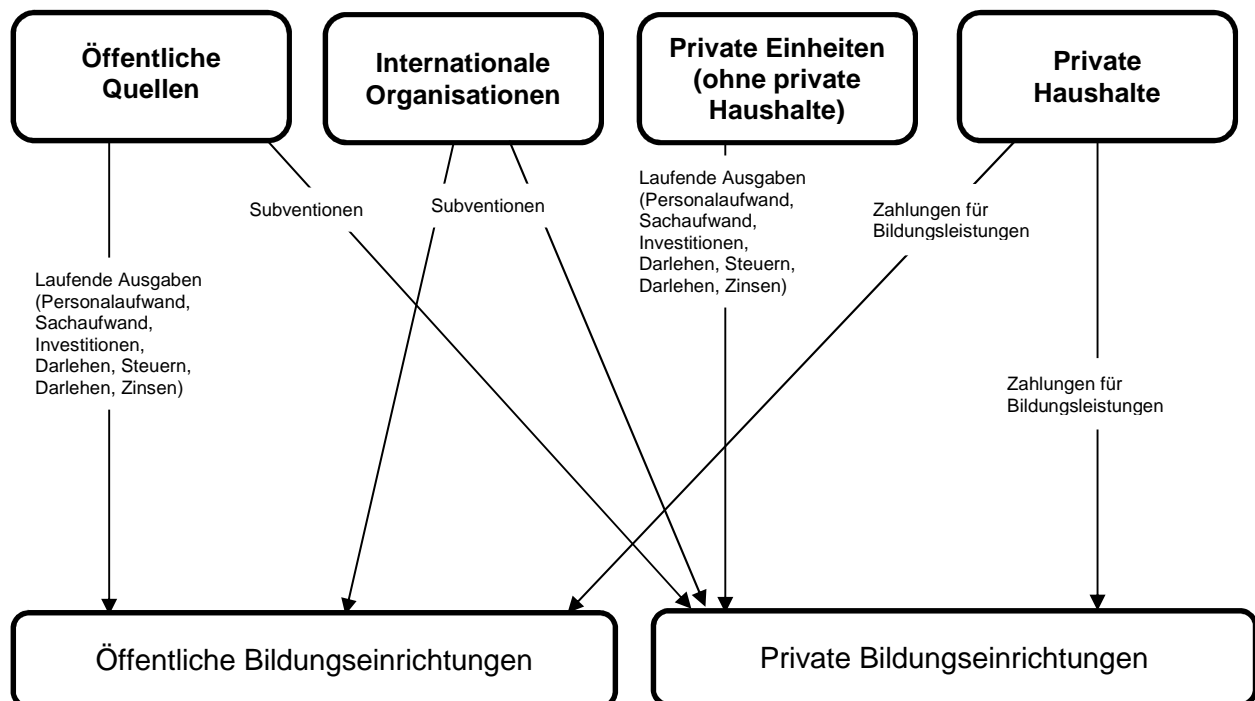 Öffentliche
Quellen
Internationale
Organisationen
Private Einheiten
(ohne private
Haushalte)
Private
Haushalte
Subventionen
Subventionen
Laufende Ausgaben
(Personalaufwand,
Sachaufwand,
Investitionen,
Darlehen, Steuern,
Darlehen, Zinsen)
Zahlungen für
Bildungsleistungen
Laufende Ausgaben
(Personalaufwand,
Sachaufwand,
Investitionen,
Darlehen, Steuern,
Darlehen, Zinsen)
Zahlungen für
Bildungsleistungen
Öffentliche Bildungseinrichtungen
Private Bildungseinrichtungen